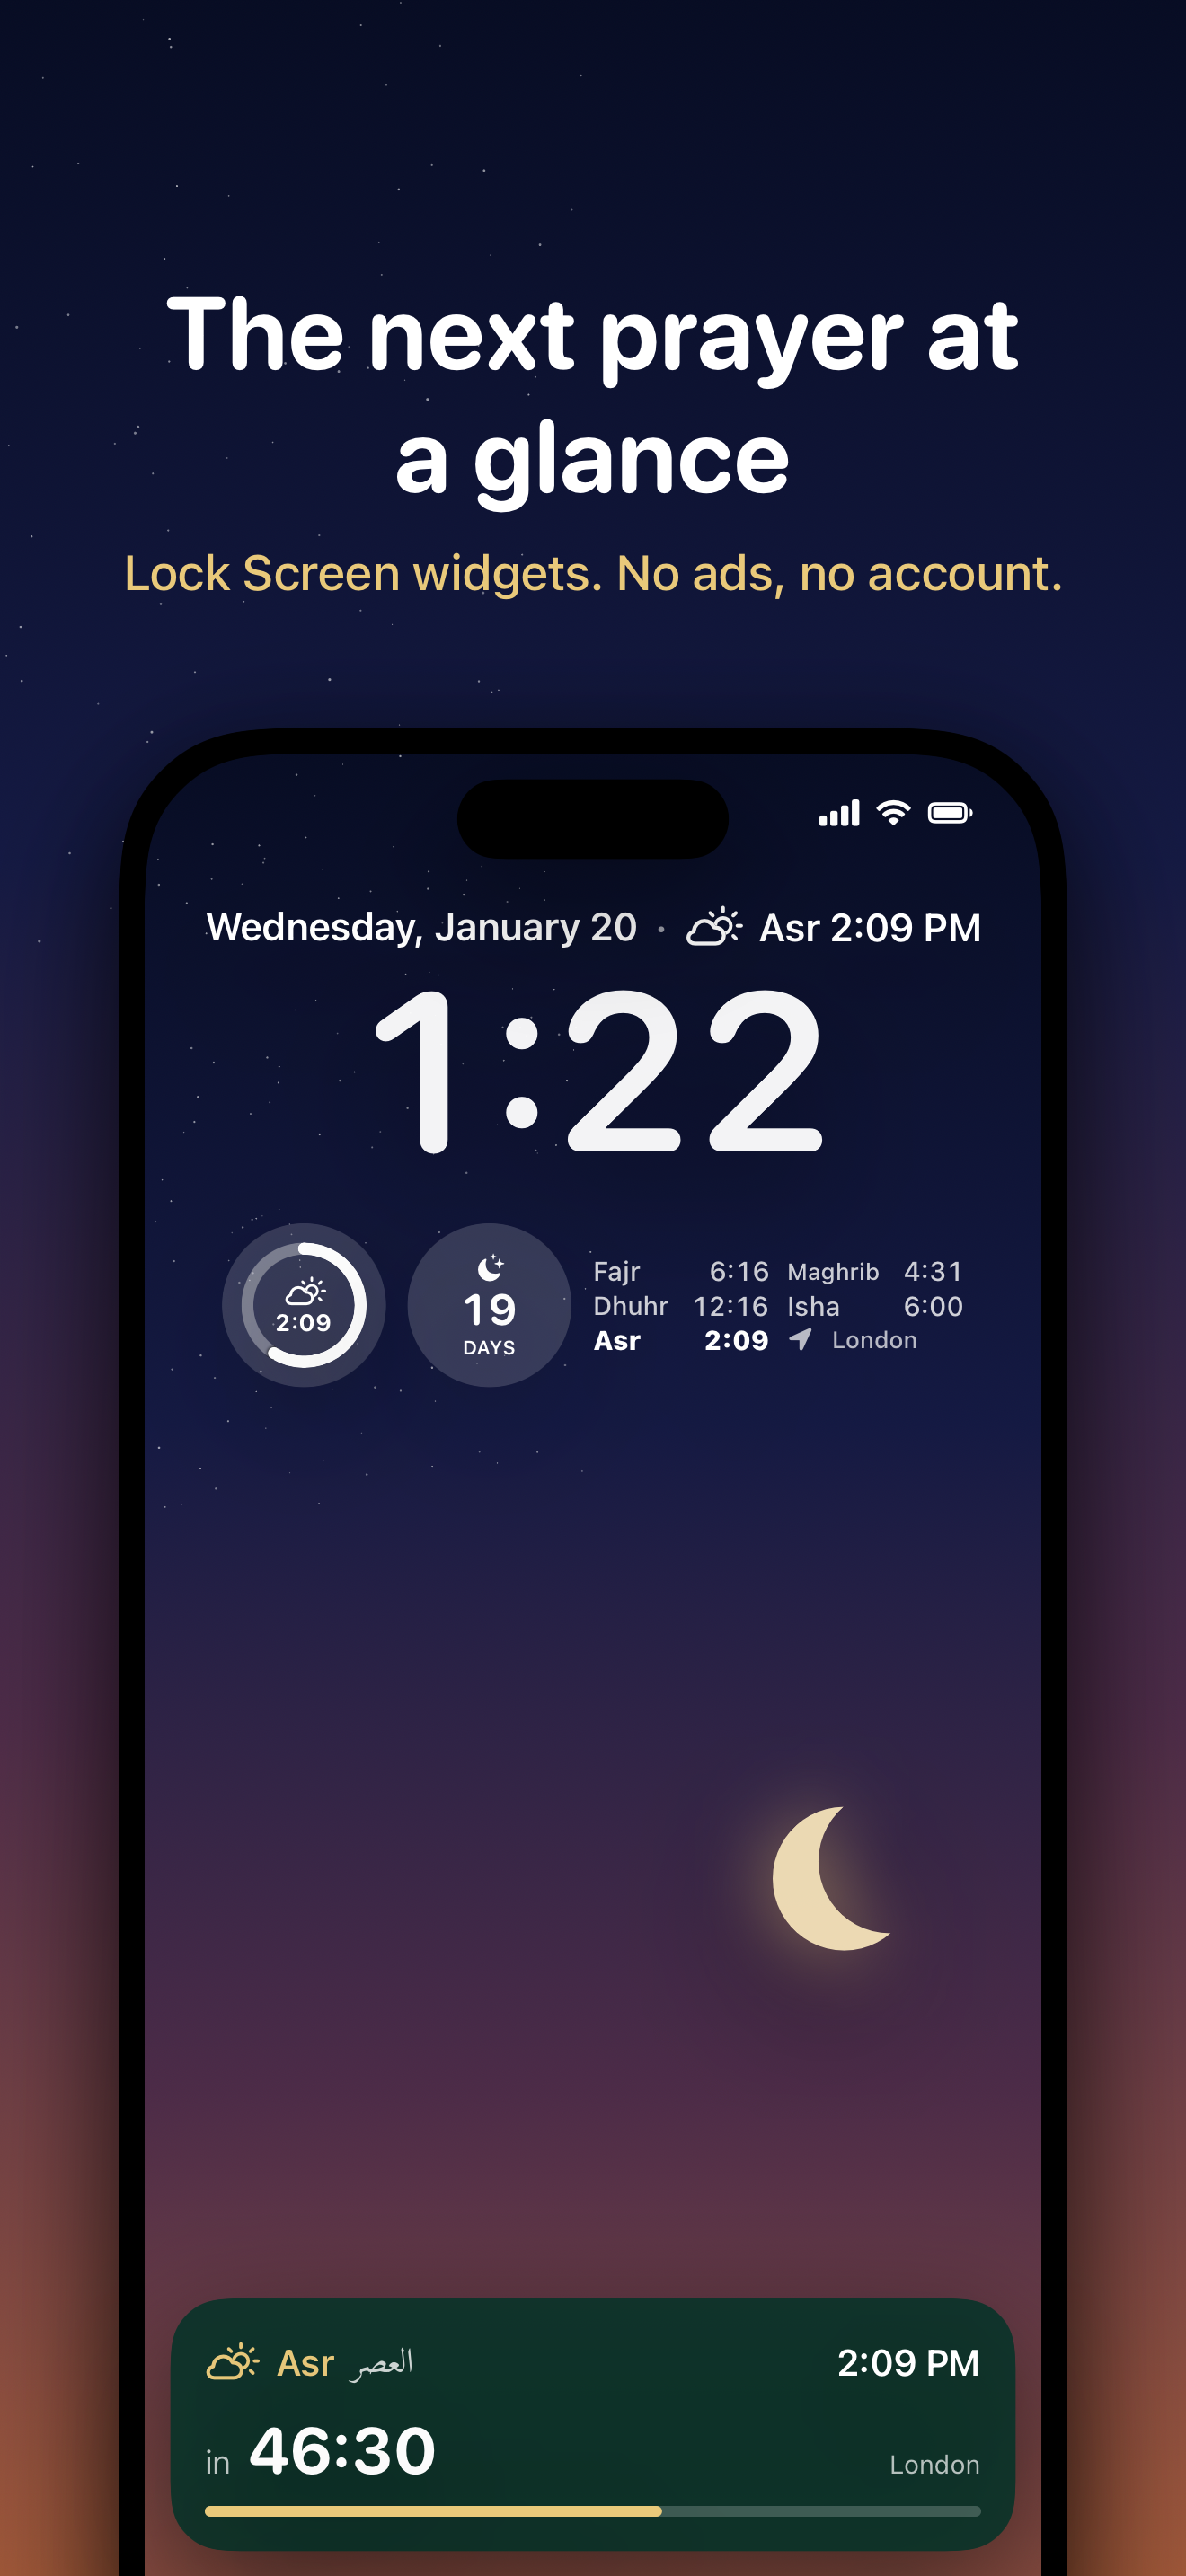 The next prayer at
a glance
Lock Screen widgets. No ads, no account.
Wednesday, January 20 · Asr 2:09 PM
1:22
2:09
19
DAYS
Fajr 6:16 Maghrib 4:31
Dhuhr 12:16 Isha 6:00
Asr 2:09 London
Asr العصر 2:09 PM
in 46:30 London